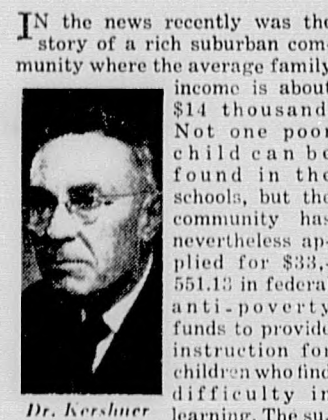 IN the news recently was the
story of a rich suburban com-
munity where the average family
income is about
$14 thousand.
Not one poor
child can be
found in the
schools, but the
community has
nevertheless ap-
plied for $33,-
551.13 in federal
anti-poverty
funds to provide
instruction for
children who find
difficulty in
learning. The su
Dr. Kershner